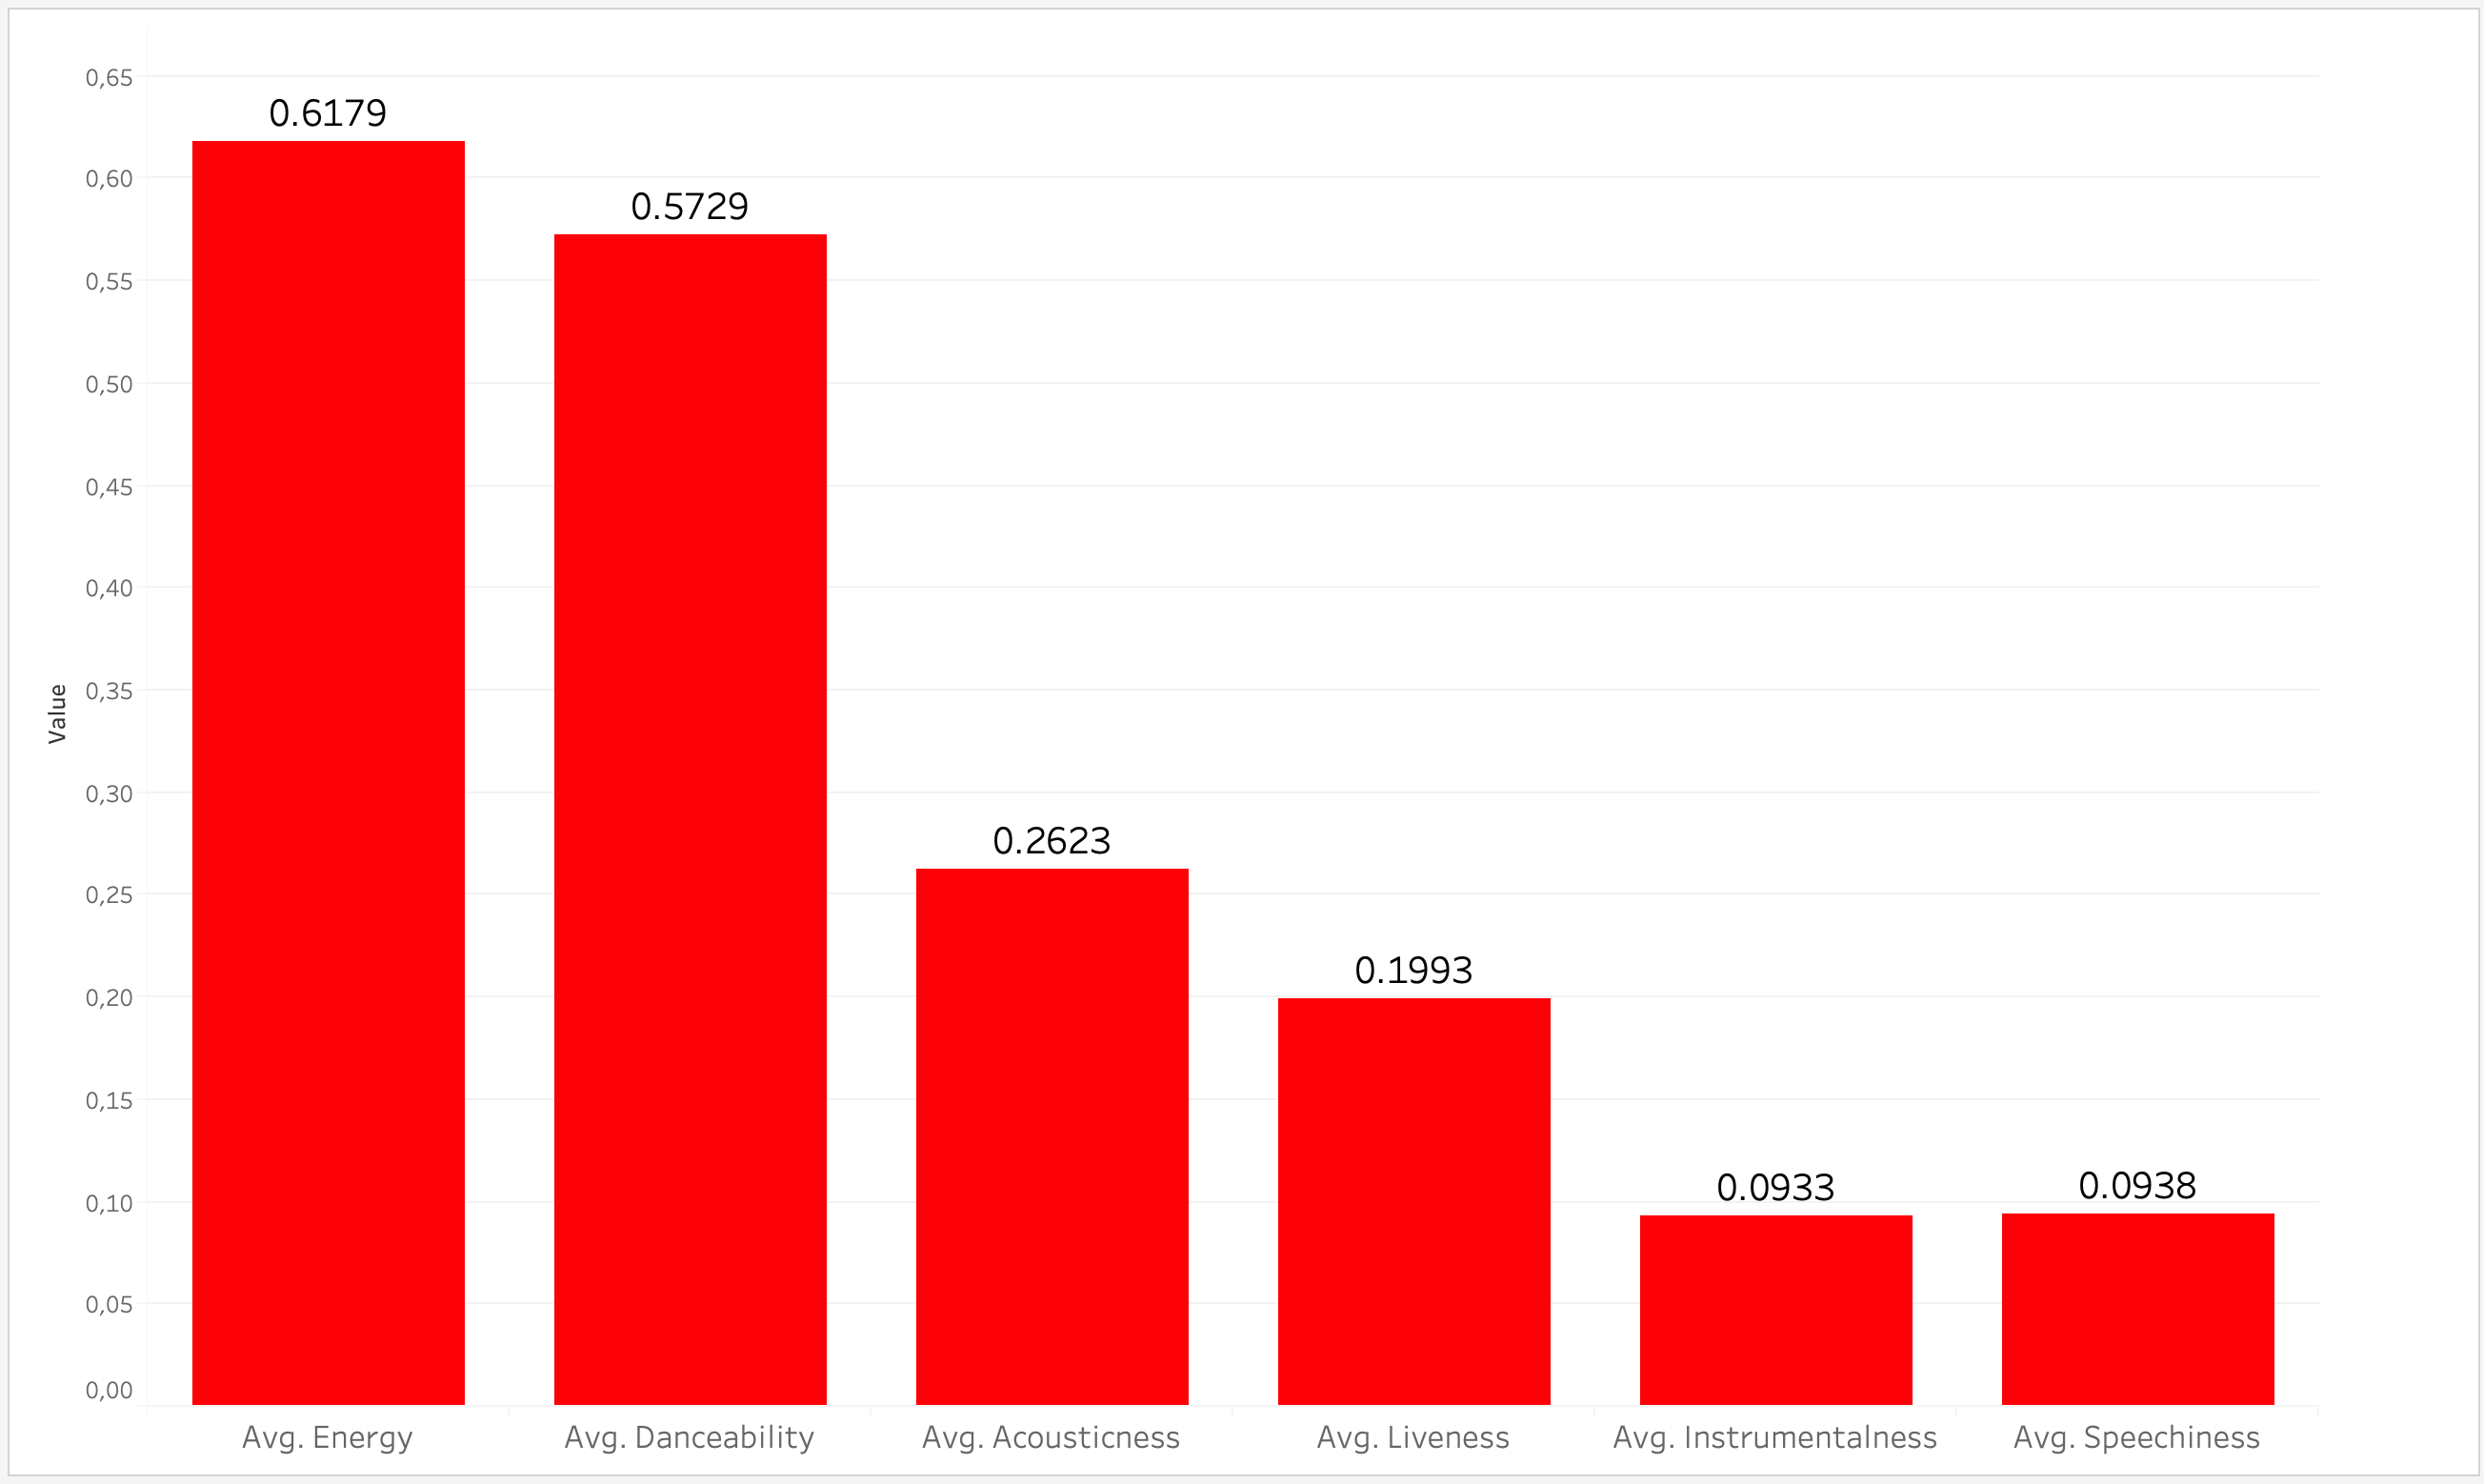 0,65
0.6179
0,60
0.5729
0,55
0,50
0,45
0,40
Value
0,35
0,30
0.2623
0,25
0.1993
0,20
0,15
0.0933
0.0938
0,10
0,05
0,00
Avg. Energy
Avg. Danceability
Avg. Acousticness
Avg. Liveness
Avg. Instrumentalness
Avg. Speechiness